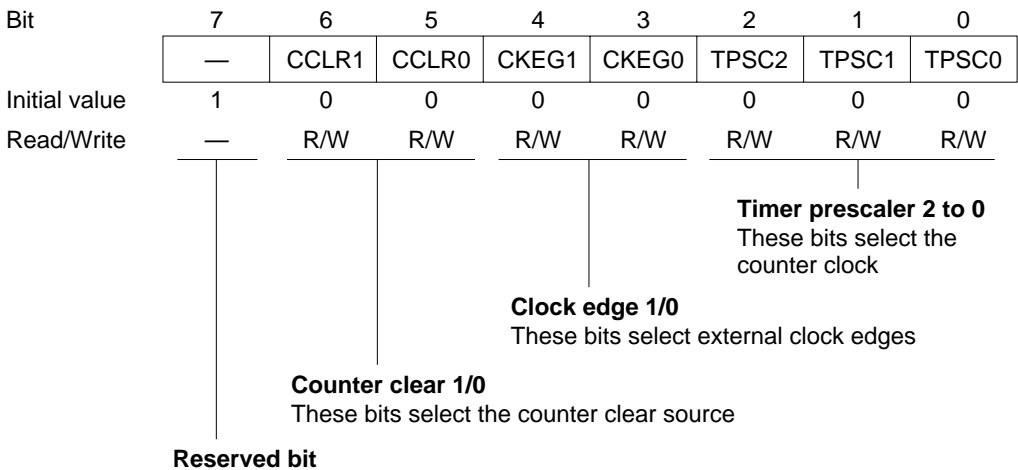 Bit 7 6 5 4 3 2 1 0
— CCLR1 CCLR0 CKEG1 CKEG0 TPSC2 TPSC1 TPSC0
Initial value 1 0 0 0 0 0 0 0
Read/Write — R/W R/W R/W R/W R/W R/W R/W
Timer prescaler 2 to 0
These bits select the
counter clock
Clock edge 1/0
These bits select external clock edges
Counter clear 1/0
These bits select the counter clear source
Reserved bit